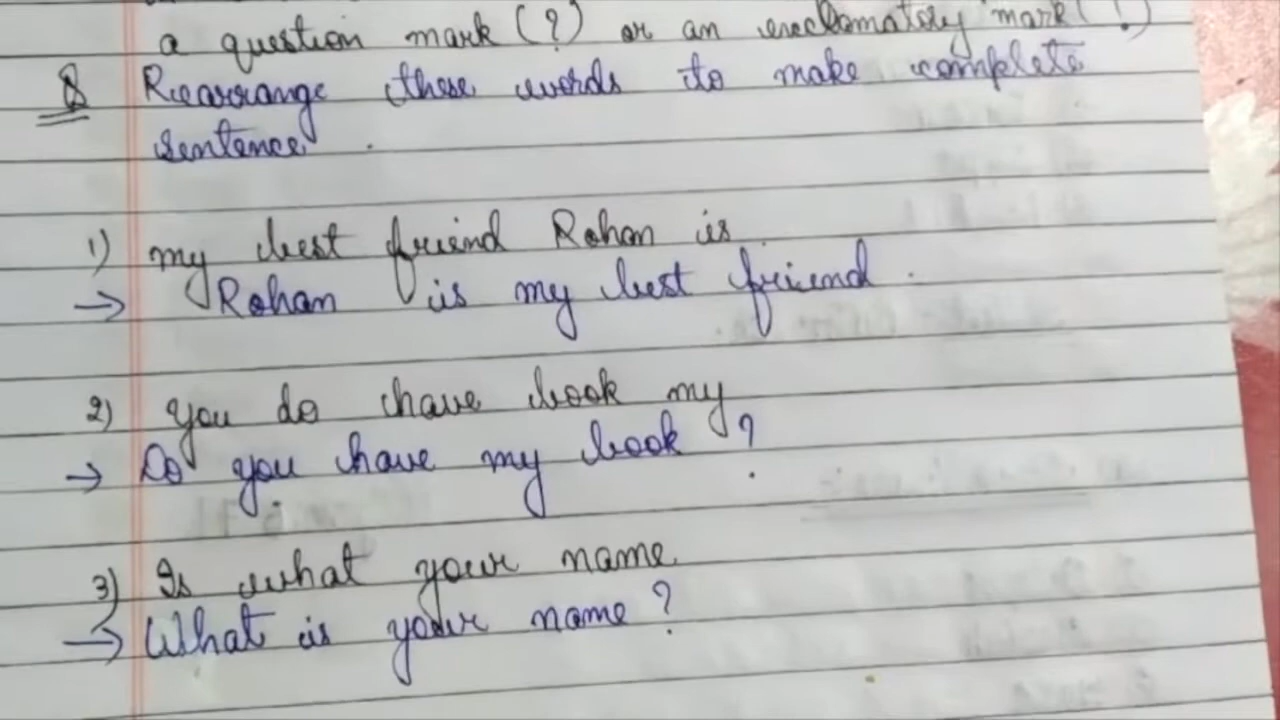 a question mark (?) or an exclamatory mark (!)
Q Rearrange these words to make complete
sentence.
1) my best friend Rohan is
→ Rohan is my best friend.
2) you do have book my
→ Do you have my book?
3) Is what your name
→ What is your name?